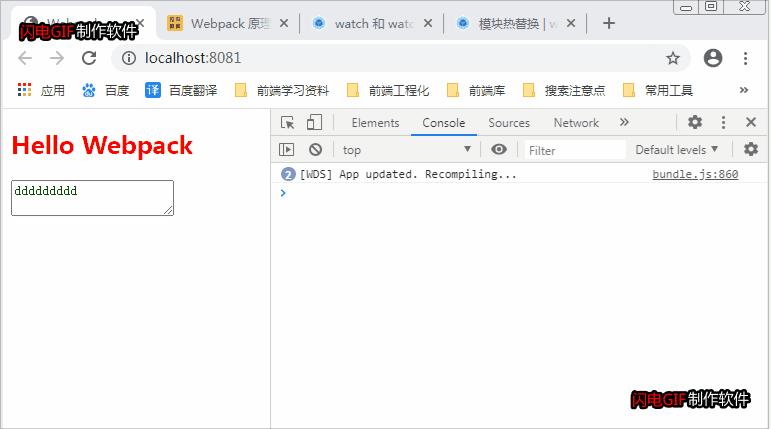 Webpack 原理
watch 和 watc
模块热替换 | w
闪电GIF制作软件
localhost:8081
应用
百度
译 百度翻译
前端学习资料
前端工程化
前端库
搜索注意点
常用工具
»
Hello Webpack
ddddddddd
Elements
Console
Sources
Network
»
top
Filter
Default levels
2 [WDS] App updated. Recompiling...
bundle.js:860
闪电GIF制作软件